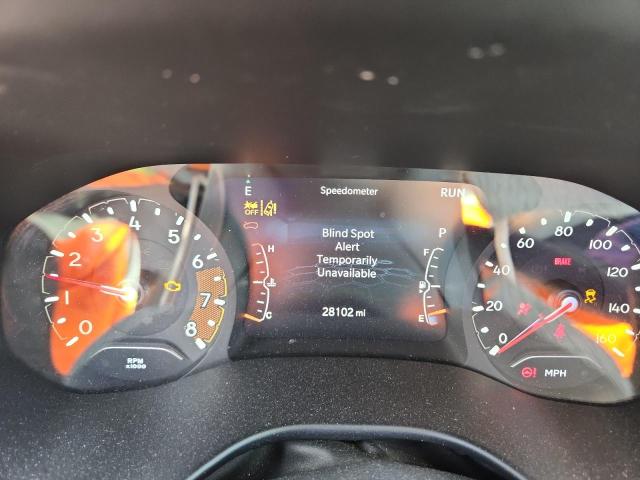 E Speedometer RUN
OFF
P
Blind Spot
Alert
Temporarily
Unavailable
H
C
F
E
28102 mi
0 1 2 3 4 5 6 7 8
RPM
x1000
0 20 40 60 80 100 120 140 160
BRAKE
MPH